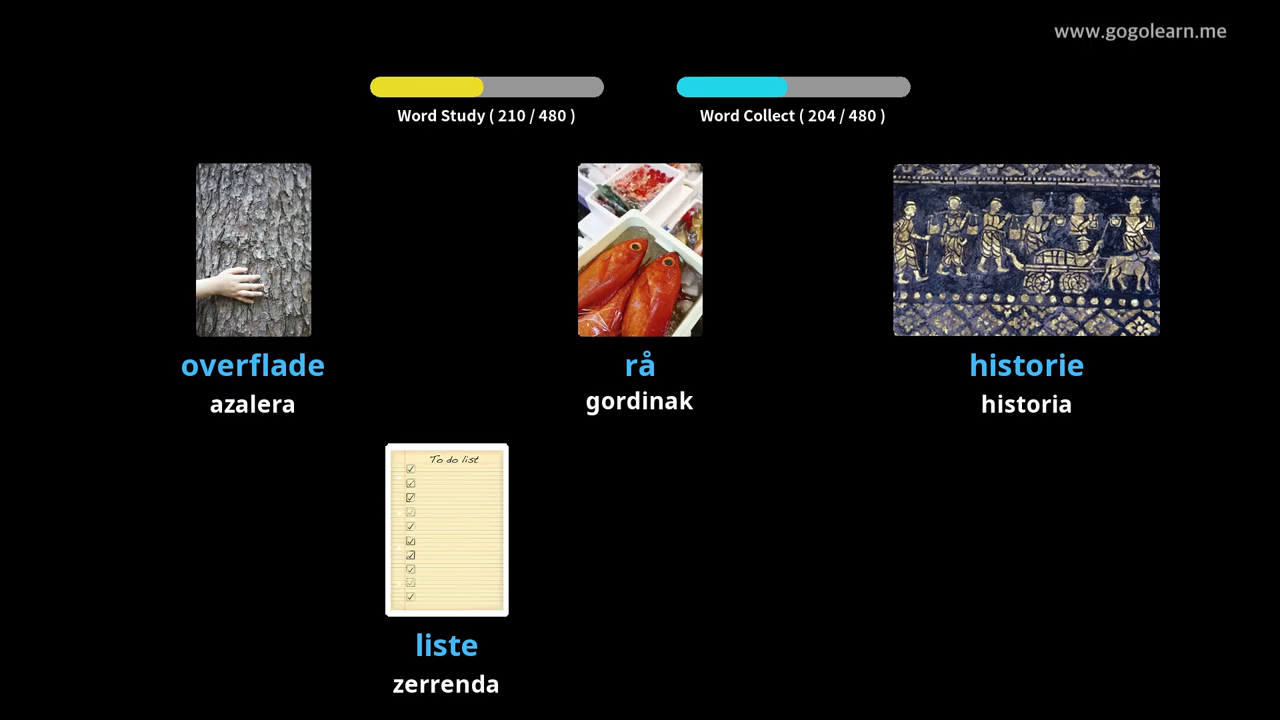 www.gogolearn.me
Word Study ( 210 / 480 )
Word Collect ( 204 / 480 )
overflade
azalera
rå
gordinak
historie
historia
To do list
liste
zerrenda